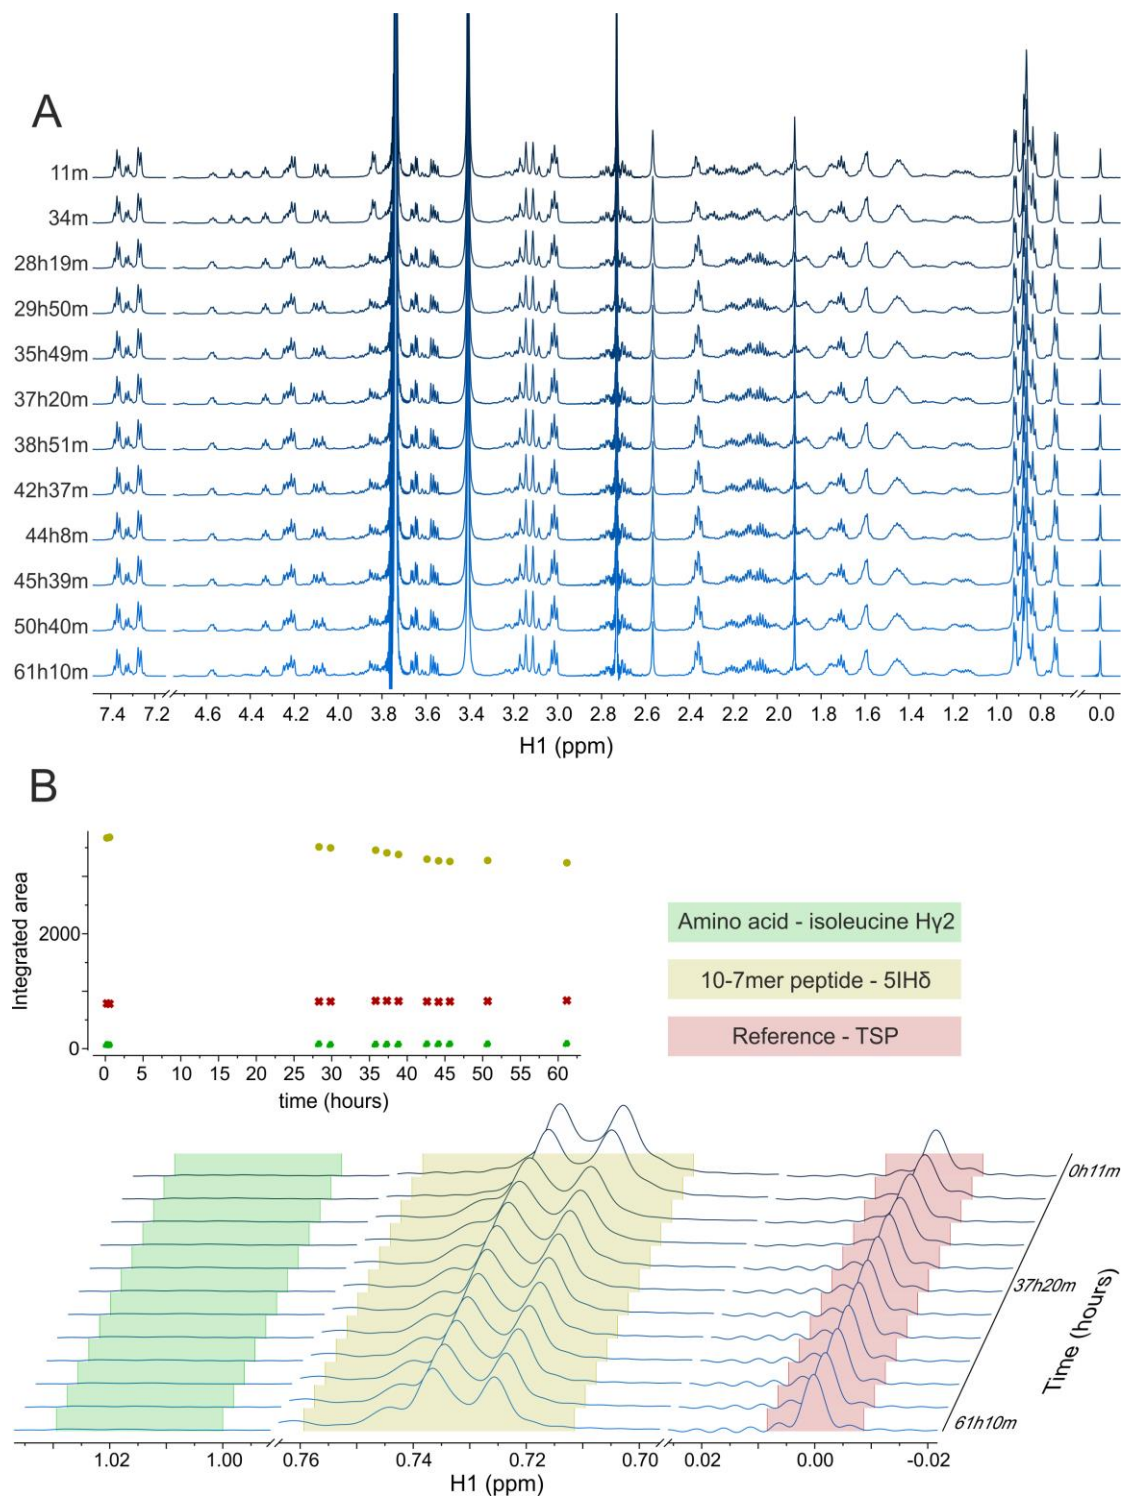 A
11m
34m
28h19m
29h50m
35h49m
37h20m
38h51m
42h37m
44h8m
45h39m
50h40m
61h10m
7.4 7.2 4.6 4.4 4.2 4.0 3.8 3.6 3.4 3.2 3.0 2.8 2.6 2.4 2.2 2.0 1.8 1.6 1.4 1.2 1.0 0.8 0.0
H1 (ppm)
B
Integrated area
2000
0
0 5 10 15 20 25 30 35 40 45 50 55 60
time (hours)
Amino acid - isoleucine Hγ2
10-7mer peptide - 5IHδ
Reference - TSP
0h11m
37h20m
61h10m
Time (hours)
1.02 1.00 0.76 0.74 0.72 0.70 0.02 0.00 -0.02
H1 (ppm)